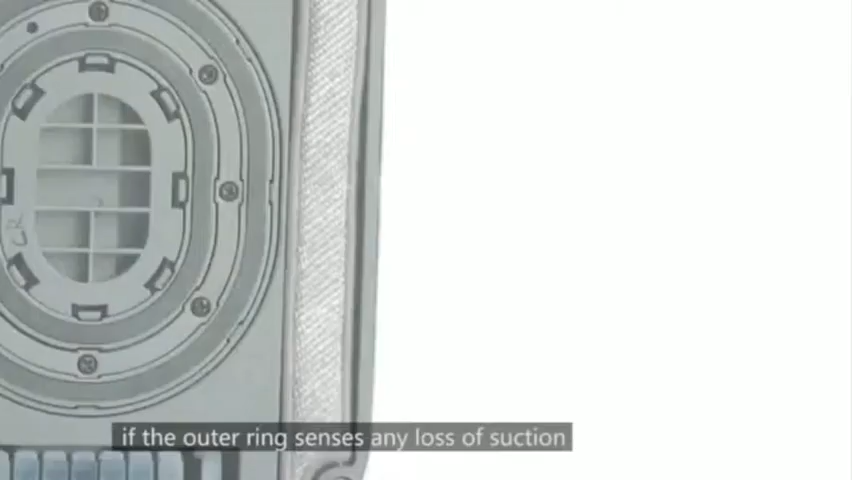 if the outer ring senses any loss of suction